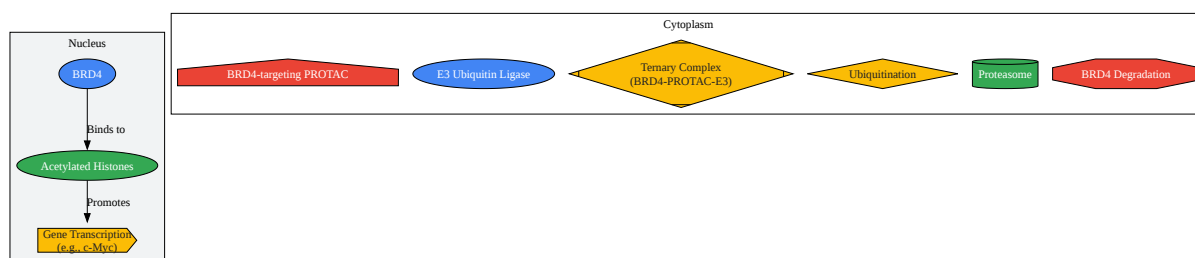 Cytoplasm
BRD4-targeting PROTAC
E3 Ubiquitin Ligase
Ternary Complex
(BRD4-PROTAC-E3)
Ubiquitination
Proteasome
BRD4 Degradation
Nucleus
BRD4
Binds to
Acetylated Histones
Promotes
Gene Transcription
(e.g., c-Myc)